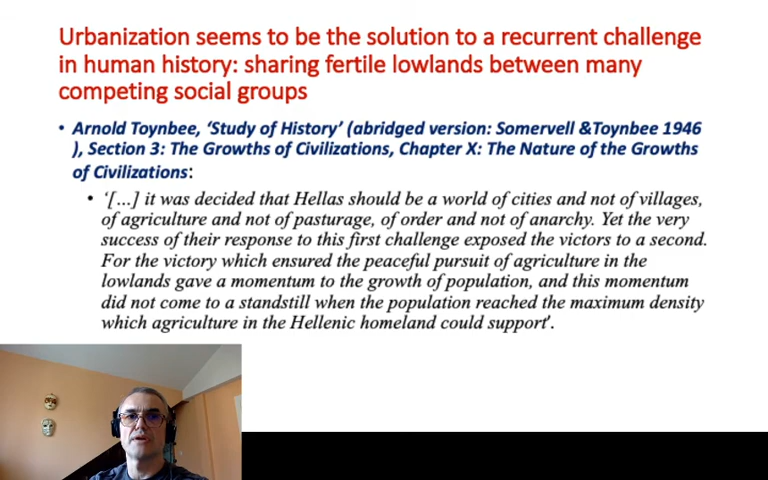 Urbanization seems to be the solution to a recurrent challenge
in human history: sharing fertile lowlands between many
competing social groups
• Arnold Toynbee, ‘Study of History’ (abridged version: Somervell &Toynbee 1946
), Section 3: The Growths of Civilizations, Chapter X: The Nature of the Growths
of Civilizations:
• ‘[…] it was decided that Hellas should be a world of cities and not of villages,
of agriculture and not of pasturage, of order and not of anarchy. Yet the very
success of their response to this first challenge exposed the victors to a second.
For the victory which ensured the peaceful pursuit of agriculture in the
lowlands gave a momentum to the growth of population, and this momentum
did not come to a standstill when the population reached the maximum density
which agriculture in the Hellenic homeland could support’.